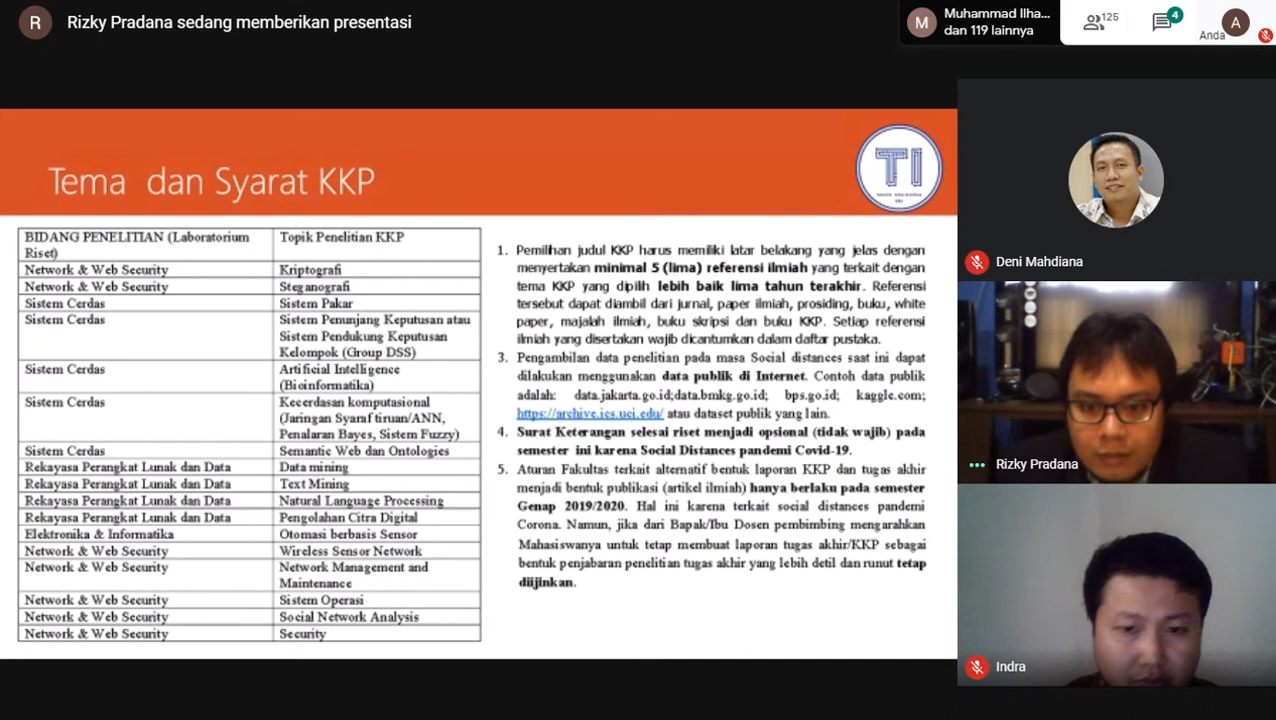 R
Rizky Pradana sedang memberikan presentasi
M
Muhammad Ilha...
dan 119 lainnya
125
4
Anda
A
Tema dan Syarat KKP
TI
BIDANG PENELITIAN (Laboratorium
Riset)
Topik Penelitian KKP
Network & Web Security
Kriptografi
Network & Web Security
Steganografi
Sistem Cerdas
Sistem Pakar
Sistem Cerdas
Sistem Penunjang Keputusan atau
Sistem Pendukung Keputusan
Kelompok (Group DSS)
Sistem Cerdas
Artificial Intelligence
(Bioinformatika)
Sistem Cerdas
Kecerdasan komputasional
(Jaringan Syaraf tiruan/ANN,
Penalaran Bayes, Sistem Fuzzy)
Sistem Cerdas
Semantic Web dan Ontologies
Rekayasa Perangkat Lunak dan Data
Data mining
Rekayasa Perangkat Lunak dan Data
Text Mining
Rekayasa Perangkat Lunak dan Data
Natural Language Processing
Rekayasa Perangkat Lunak dan Data
Pengolahan Citra Digital
Elektronika & Informatika
Otomasi berbasis Sensor
Network & Web Security
Wireless Sensor Network
Network & Web Security
Network Management and
Maintenance
Network & Web Security
Sistem Operasi
Network & Web Security
Social Network Analysis
Network & Web Security
Security
1. Pemilihan judul KKP harus memiliki latar belakang yang jelas dengan
menyertakan minimal 5 (lima) referensi ilmiah yang terkait dengan
tema KKP yang dipilih lebih baik lima tahun terakhir. Referensi
tersebut dapat diambil dari jurnal, paper ilmiah, prosiding, buku, white
paper, majalah ilmiah, buku skripsi dan buku KKP. Setiap referensi
ilmiah yang disertakan wajib dicantumkan dalam daftar pustaka.
3. Pengambilan data penelitian pada masa Social distances saat ini dapat
dilakukan menggunakan data publik di Internet. Contoh data publik
adalah: data.jakarta.go.id;data.bmkg.go.id; bps.go.id; kaggle.com;
https://archive.ics.uci.edu/ atau dataset publik yang lain.
4. Surat Keterangan selesai riset menjadi opsional (tidak wajib) pada
semester ini karena Social Distances pandemi Covid-19.
5. Aturan Fakultas terkait alternatif bentuk laporan KKP dan tugas akhir
menjadi bentuk publikasi (artikel ilmiah) hanya berlaku pada semester
Genap 2019/2020. Hal ini karena terkait social distances pandemi
Corona. Namun, jika dari Bapak/Ibu Dosen pembimbing mengarahkan
Mahasiswanya untuk tetap membuat laporan tugas akhir/KKP sebagai
bentuk penjabaran penelitian tugas akhir yang lebih detil dan runut tetap
diijinkan.
Deni Mahdiana
Rizky Pradana
Indra